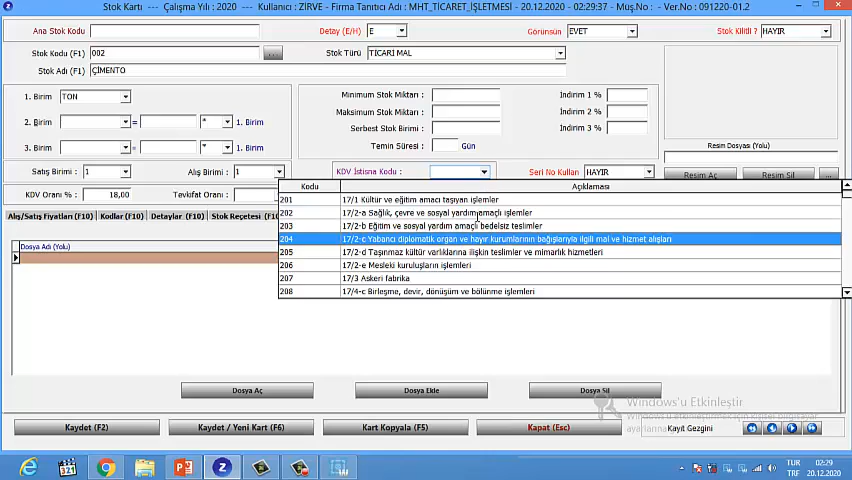 Stok Kartı - Çalışma Yılı : 2020 - Kullanıcı : ZİRVE - Firma Tanıtıcı Adı : MHT_TİCARET_İŞLETMESİ - 20.12.2020 - 02:29:37 - Müş.No : - Ver.No : 091220-01.2
Ana Stok Kodu
Detay (E/H) E
Görünsün EVET
Stok Kilitli ? HAYIR
Stok Kodu (F1) 002 ...
Stok Türü TİCARİ MAL
Stok Adı (F1) ÇİMENTO
1. Birim TON
Minimum Stok Miktarı :
İndirim 1 %
Maksimum Stok Miktarı :
İndirim 2 %
2. Birim = * 1. Birim
Serbest Stok Birimi :
İndirim 3 %
3. Birim = * 1. Birim
Temin Süresi : Gün
Resim Dosyası (Yolu)
Satış Birimi : 1
Alış Birimi : 1
KDV İstisna Kodu :
Seri No Kullan HAYIR
Resim Aç
Resim Sil
...
KDV Oranı % : 18,00
Tevkifat Oranı :
Kodu Açıklaması
201 17/1 Kültür ve eğitim amacı taşıyan işlemler
202 17/2-a Sağlık, çevre ve sosyal yardım amaçlı işlemler
203 17/2-b Eğitim ve sosyal yardım amaçlı bedelsiz teslimler
204 17/2-c Yabancı diplomatik organ ve hayır kurumlarının bağışlarıyla ilgili mal ve hizmet alışları
205 17/2-d Taşınmaz kültür varlıklarına ilişkin teslimler ve mimarlık hizmetleri
206 17/2-e Mesleki kuruluşların işlemleri
207 17/3 Askeri fabrika
208 17/4-c Birleşme, devir, dönüşüm ve bölünme işlemleri
Alış/Satış Fiyatları (F10)
Kodlar (F10)
Detaylar (F10)
Stok Reçetesi
Dosya Adı (Yolu)
Dosya Aç
Dosya Ekle
Dosya Sil
Windows'u Etkinleştir
Windows'u etkinleştirmek için kişisel bilgisayar
ayarlarına
Kaydet (F2)
Kaydet / Yeni Kart (F6)
Kart Kopyala (F5)
Kapat (Esc)
Kayıt Gezgini
321
TUR 02:29
TRF 20.12.2020